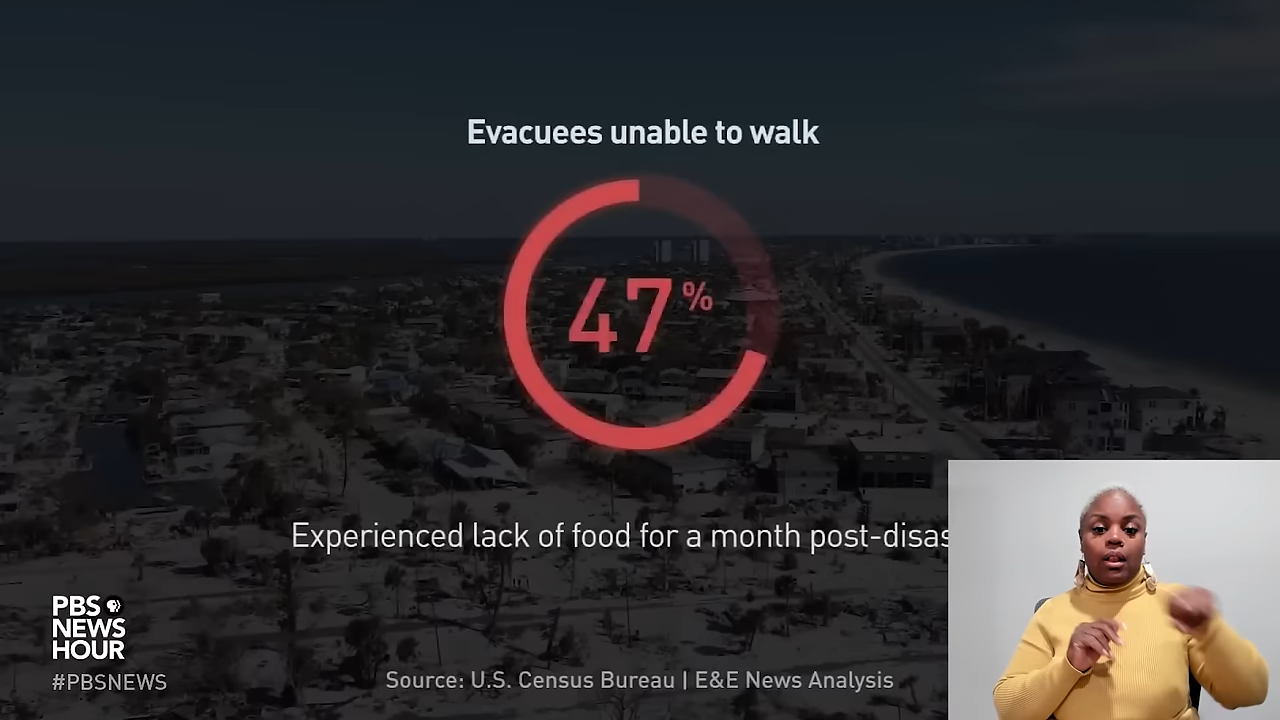 Evacuees unable to walk
47%
Experienced lack of food for a month post-disas
PBS
NEWS
HOUR
#PBSNEWS
Source: U.S. Census Bureau | E&E News Analysis